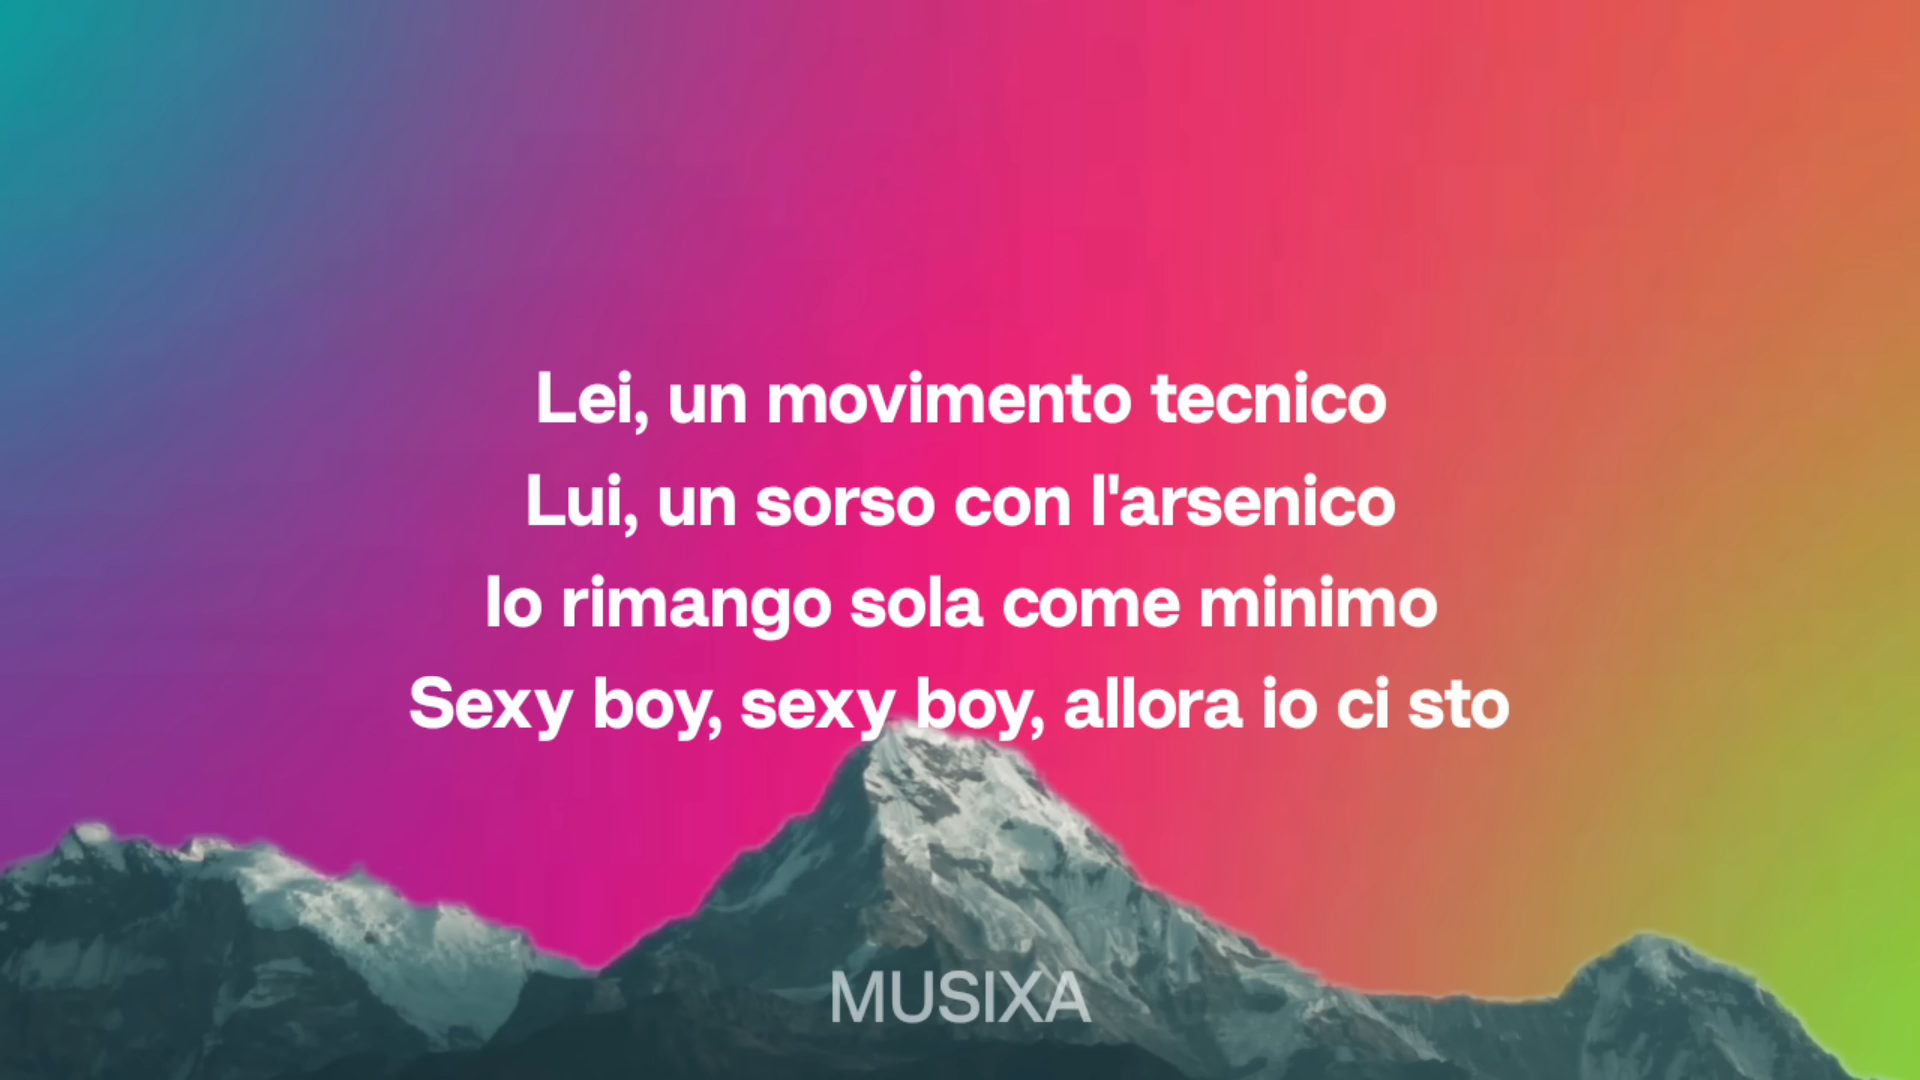 Lei, un movimento tecnico
Lui, un sorso con l'arsenico
Io rimango sola come minimo
Sexy boy, sexy boy, allora io ci sto
MUSIXA